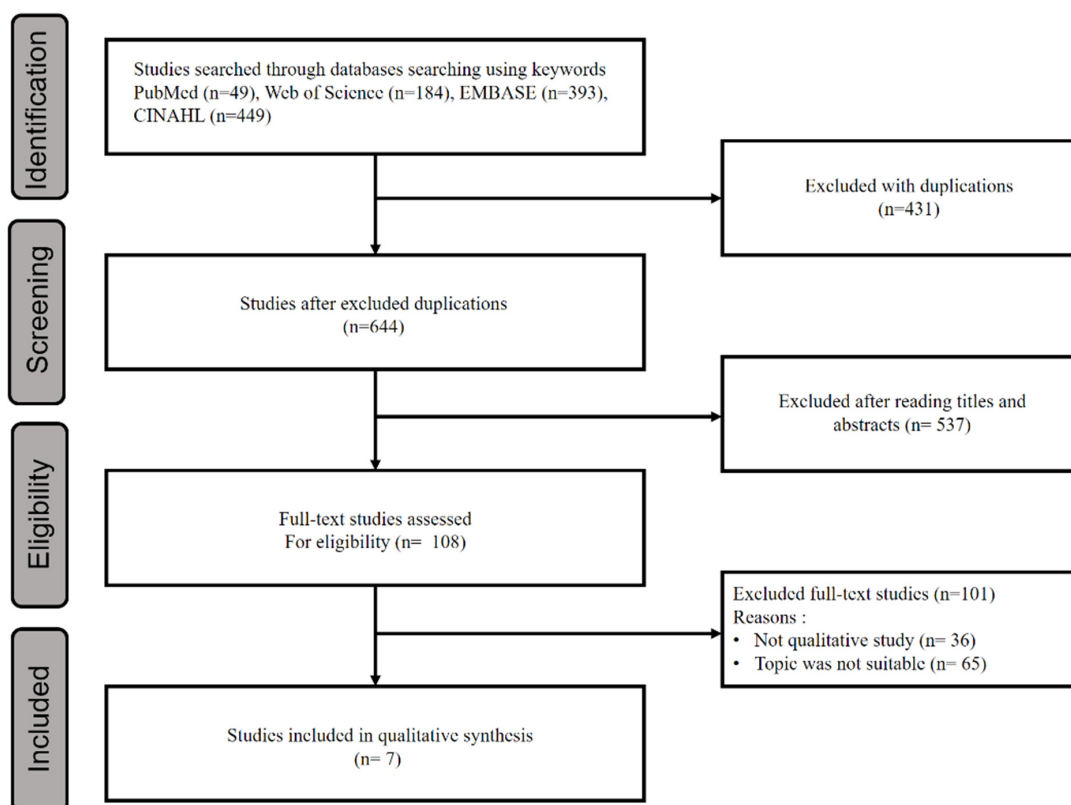 Identification
Studies searched through databases searching using keywords
PubMed (n=49), Web of Science (n=184), EMBASE (n=393),
CINAHL (n=449)
Excluded with duplications
(n=431)
Screening
Studies after excluded duplications
(n=644)
Excluded after reading titles and
abstracts (n= 537)
Eligibility
Full-text studies assessed
For eligibility (n=  108)
Excluded full-text studies (n=101)
Reasons :
• Not qualitative study (n= 36)
• Topic was not suitable (n= 65)
Included
Studies included in qualitative synthesis
(n= 7)